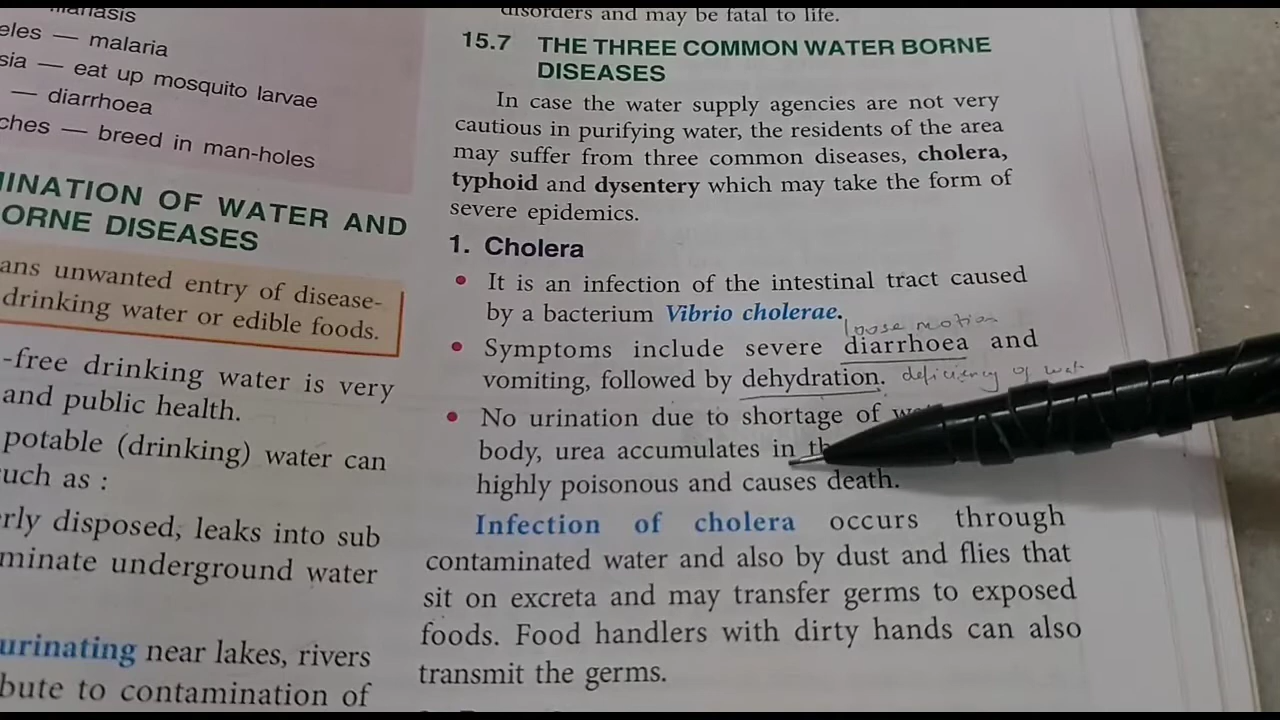 eles — malaria
sia — eat up mosquito larvae
— diarrhoea
ches — breed in man-holes
MINATION OF WATER AND
ORNE DISEASES
ans unwanted entry of disease-
drinking water or edible foods.
-free drinking water is very
and public health.
potable (drinking) water can
uch as :
rly disposed, leaks into sub
minate underground water
urinating near lakes, rivers
bute to contamination of
disorders and may be fatal to life.
15.7 THE THREE COMMON WATER BORNE
DISEASES
In case the water supply agencies are not very
cautious in purifying water, the residents of the area
may suffer from three common diseases, cholera,
typhoid and dysentery which may take the form of
severe epidemics.
1. Cholera
• It is an infection of the intestinal tract caused
by a bacterium Vibrio cholerae.
loose motion
• Symptoms include severe diarrhoea and
vomiting, followed by dehydration. deficiency of wat
• No urination due to shortage of
body, urea accumulates in
highly poisonous and causes death.
Infection of cholera occurs through
contaminated water and also by dust and flies that
sit on excreta and may transfer germs to exposed
foods. Food handlers with dirty hands can also
transmit the germs.